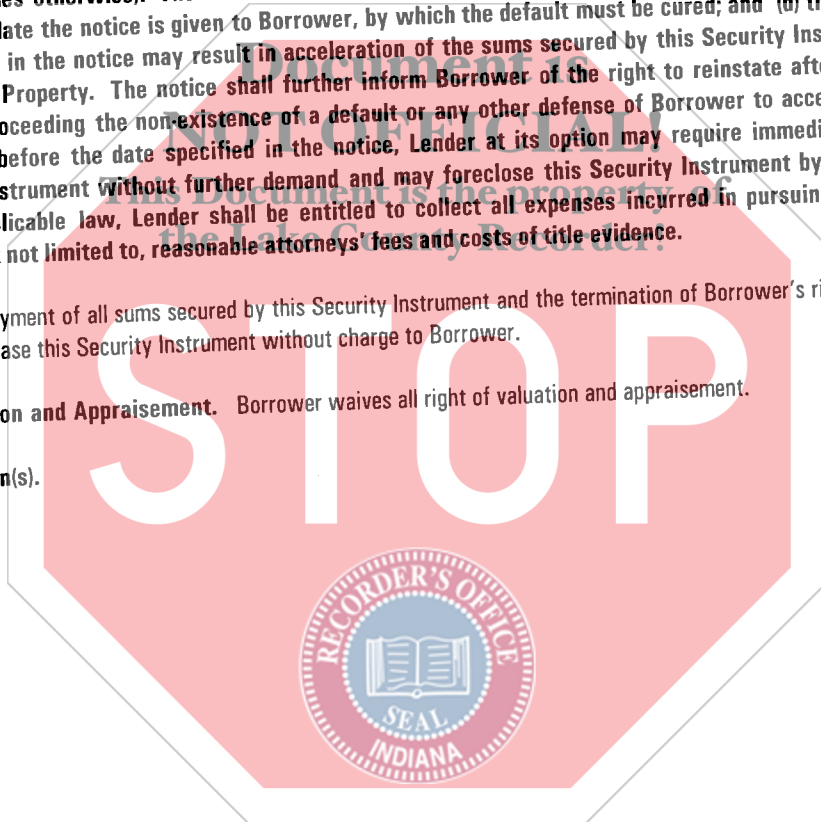 late the notice is given to Borrower, by which the default must be cured; and (d)
in the notice may result in acceleration of the sums secured by this Security Ins
Property. The notice shall further inform Borrower of the right to reinstate aft
oceeding the non-existence of a default or any other defense of Borrower to acce
before the date specified in the notice, Lender at its option may require immedi
strument without further demand and may foreclose this Security Instrument by
licable law, Lender shall be entitled to collect all expenses incurred in pursuin
not limited to, reasonable attorneys' fees and costs of title evidence.
Document is
NOT OFFICIAL!
This Document is the property of
the Lake County Recorder!
yment of all sums secured by this Security Instrument and the termination of Borrower's ri
ase this Security Instrument without charge to Borrower.
on and Appraisement. Borrower waives all right of valuation and appraisement.
n(s).
STOP
RECORDER'S OFFICE
SEAL
INDIANA